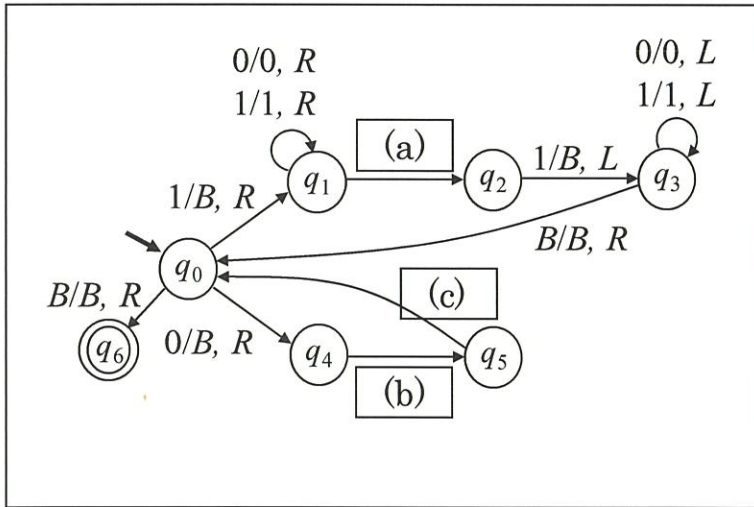 0/0, R
1/1, R
0/0, L
1/1, L
(a)
q1
q2
1/B, L
q3
1/B, R
B/B, R
q0
(c)
B/B, R
0/B, R
q6
q4
q5
(b)